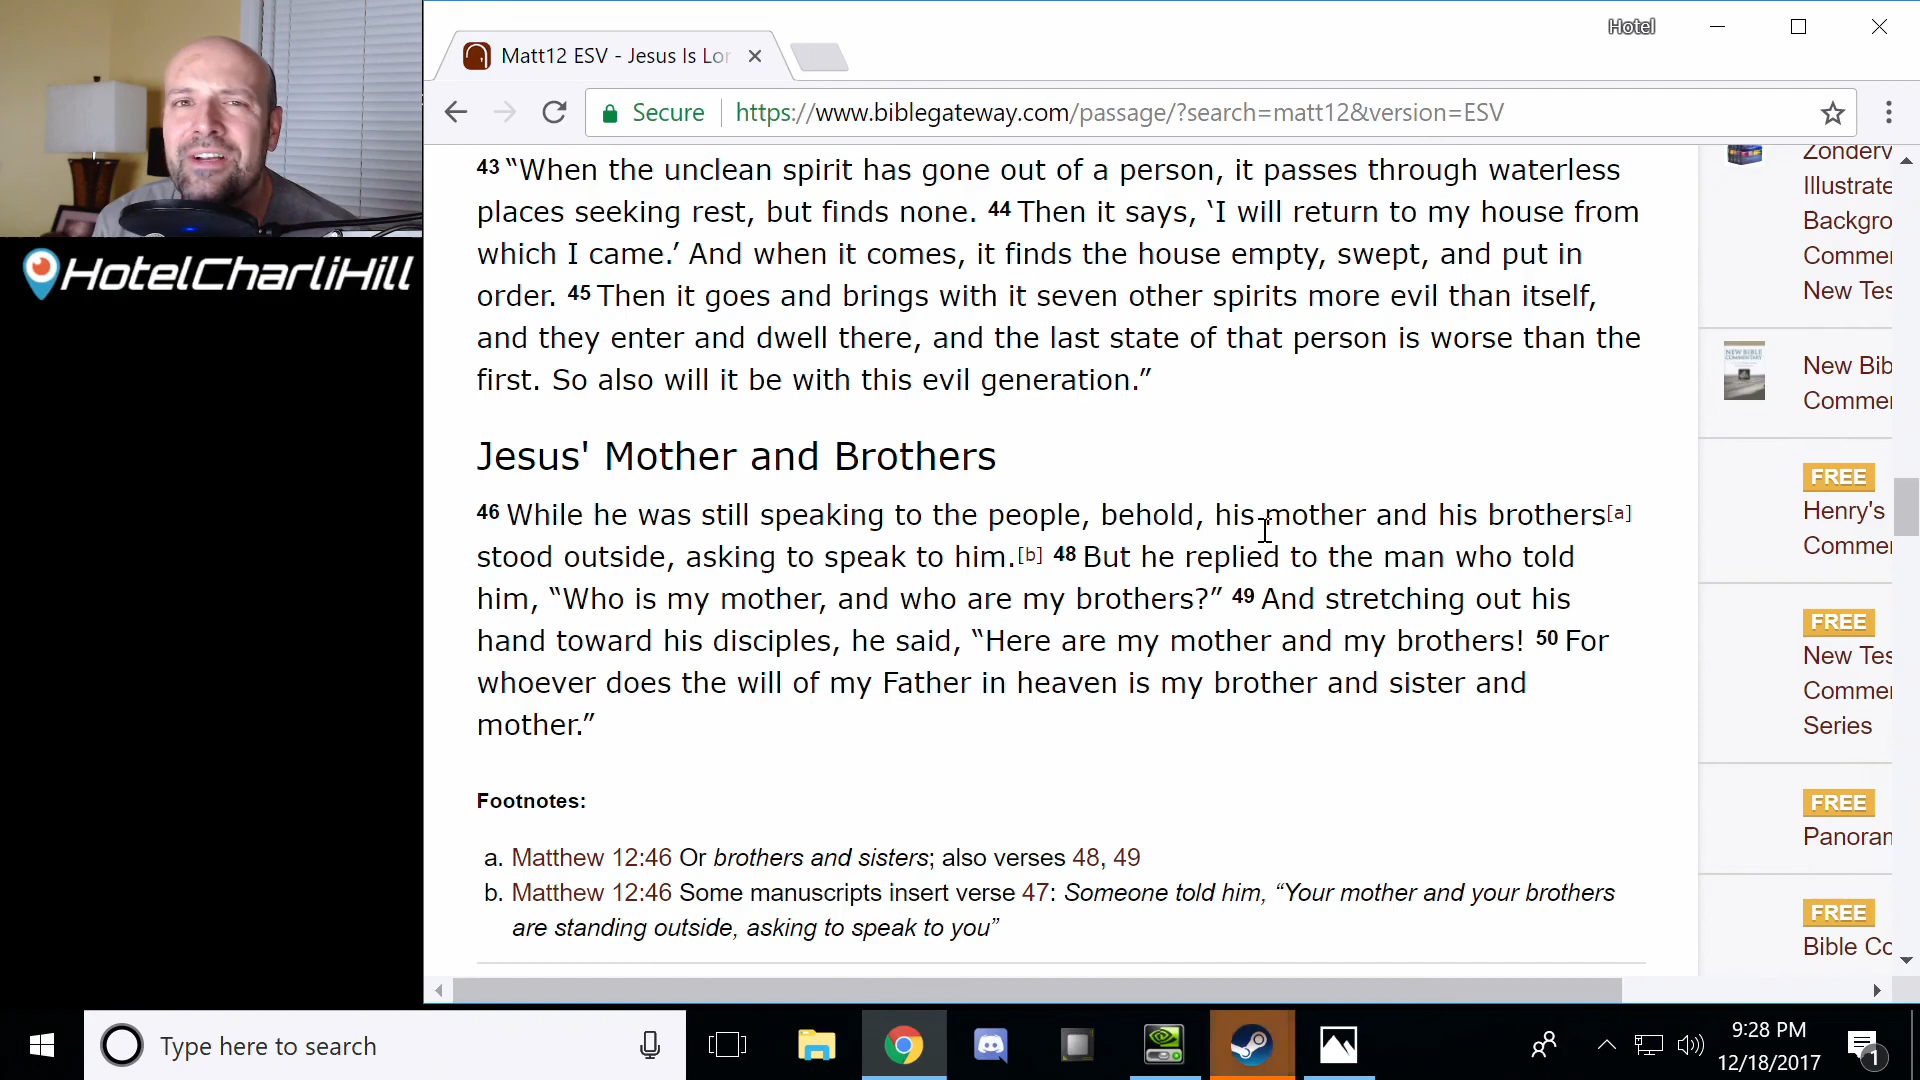 Hotel
Matt12 ESV - Jesus Is Lor
Secure
https://www.biblegateway.com/passage/?search=matt12&version=ESV
HotelCharliHill
43 “When the unclean spirit has gone out of a person, it passes through waterless
places seeking rest, but finds none. 44 Then it says, ‘I will return to my house from
which I came.’ And when it comes, it finds the house empty, swept, and put in
order. 45 Then it goes and brings with it seven other spirits more evil than itself,
and they enter and dwell there, and the last state of that person is worse than the
first. So also will it be with this evil generation.”
Jesus' Mother and Brothers
46 While he was still speaking to the people, behold, his mother and his brothers[a]
stood outside, asking to speak to him.[b] 48 But he replied to the man who told
him, “Who is my mother, and who are my brothers?” 49 And stretching out his
hand toward his disciples, he said, “Here are my mother and my brothers! 50 For
whoever does the will of my Father in heaven is my brother and sister and
mother.”
Footnotes:
a. Matthew 12:46 Or brothers and sisters; also verses 48, 49
b. Matthew 12:46 Some manuscripts insert verse 47: Someone told him, “Your mother and your brothers
are standing outside, asking to speak to you”
Zonderv
Illustrate
Backgro
Comme
New Tes
NEW BIBLE
New Bib
Commer
FREE
Henry's
Comme
FREE
New Tes
Comme
Series
FREE
Panoran
FREE
Bible Co
Type here to search
9:28 PM
12/18/2017
1